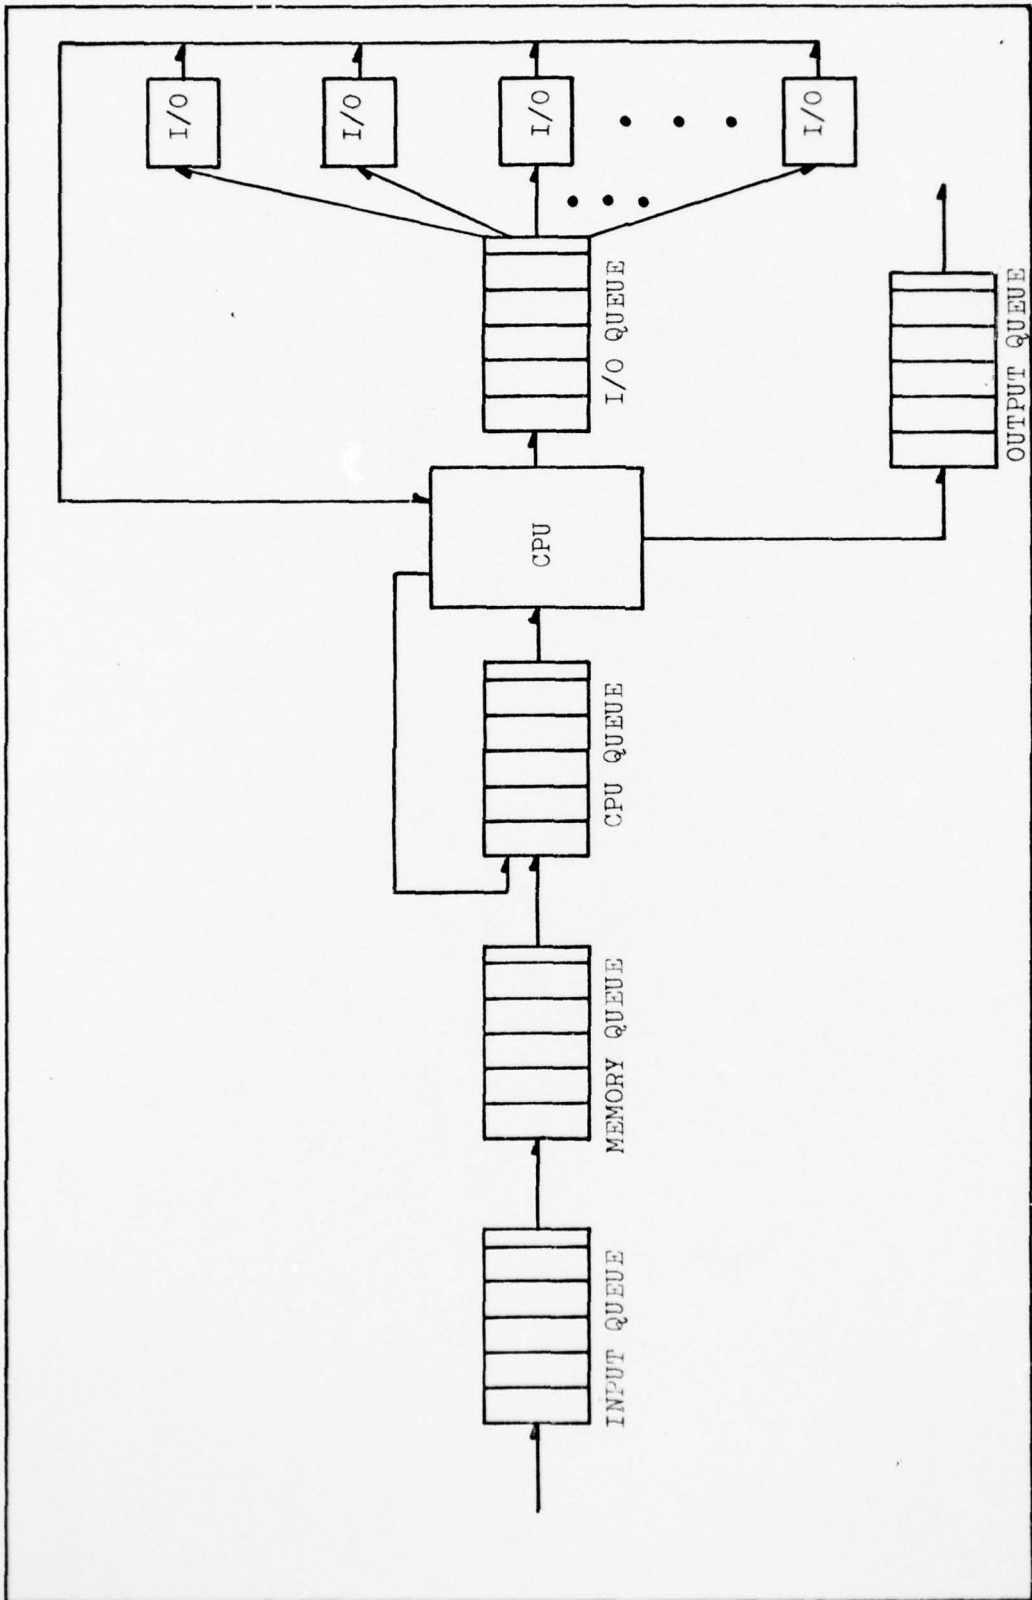 I/O
I/O
I/O
I/O
I/O QUEUE
OUTPUT QUEUE
CPU
CPU QUEUE
MEMORY QUEUE
INPUT QUEUE